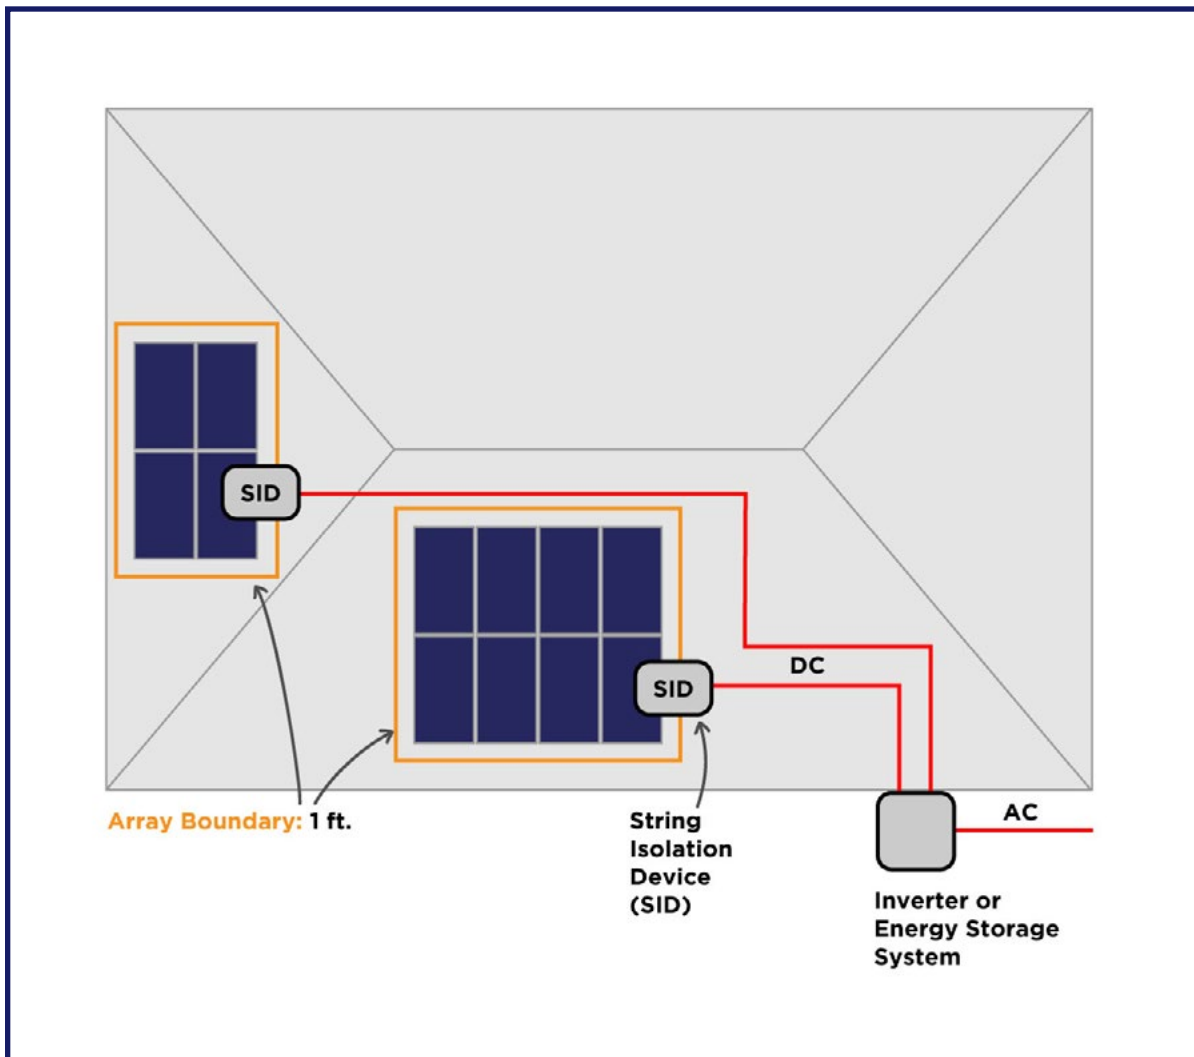 SID
SID
DC
Array Boundary: 1 ft.
String
Isolation
Device
(SID)
AC
Inverter or
Energy Storage
System